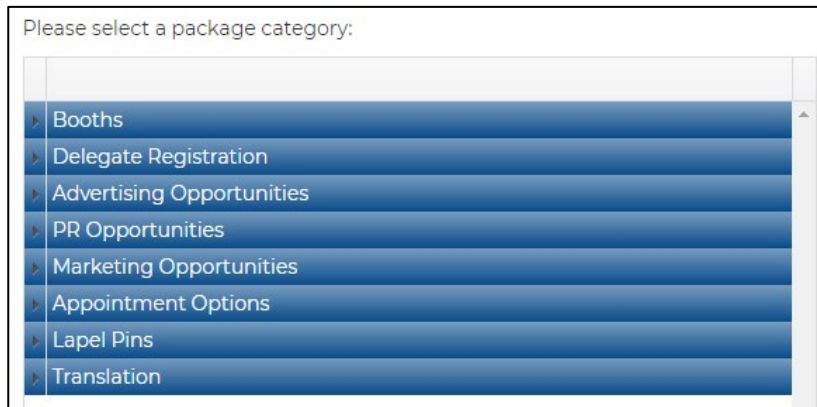 Please select a package category:
Booths
Delegate Registration
Advertising Opportunities
PR Opportunities
Marketing Opportunities
Appointment Options
Lapel Pins
Translation